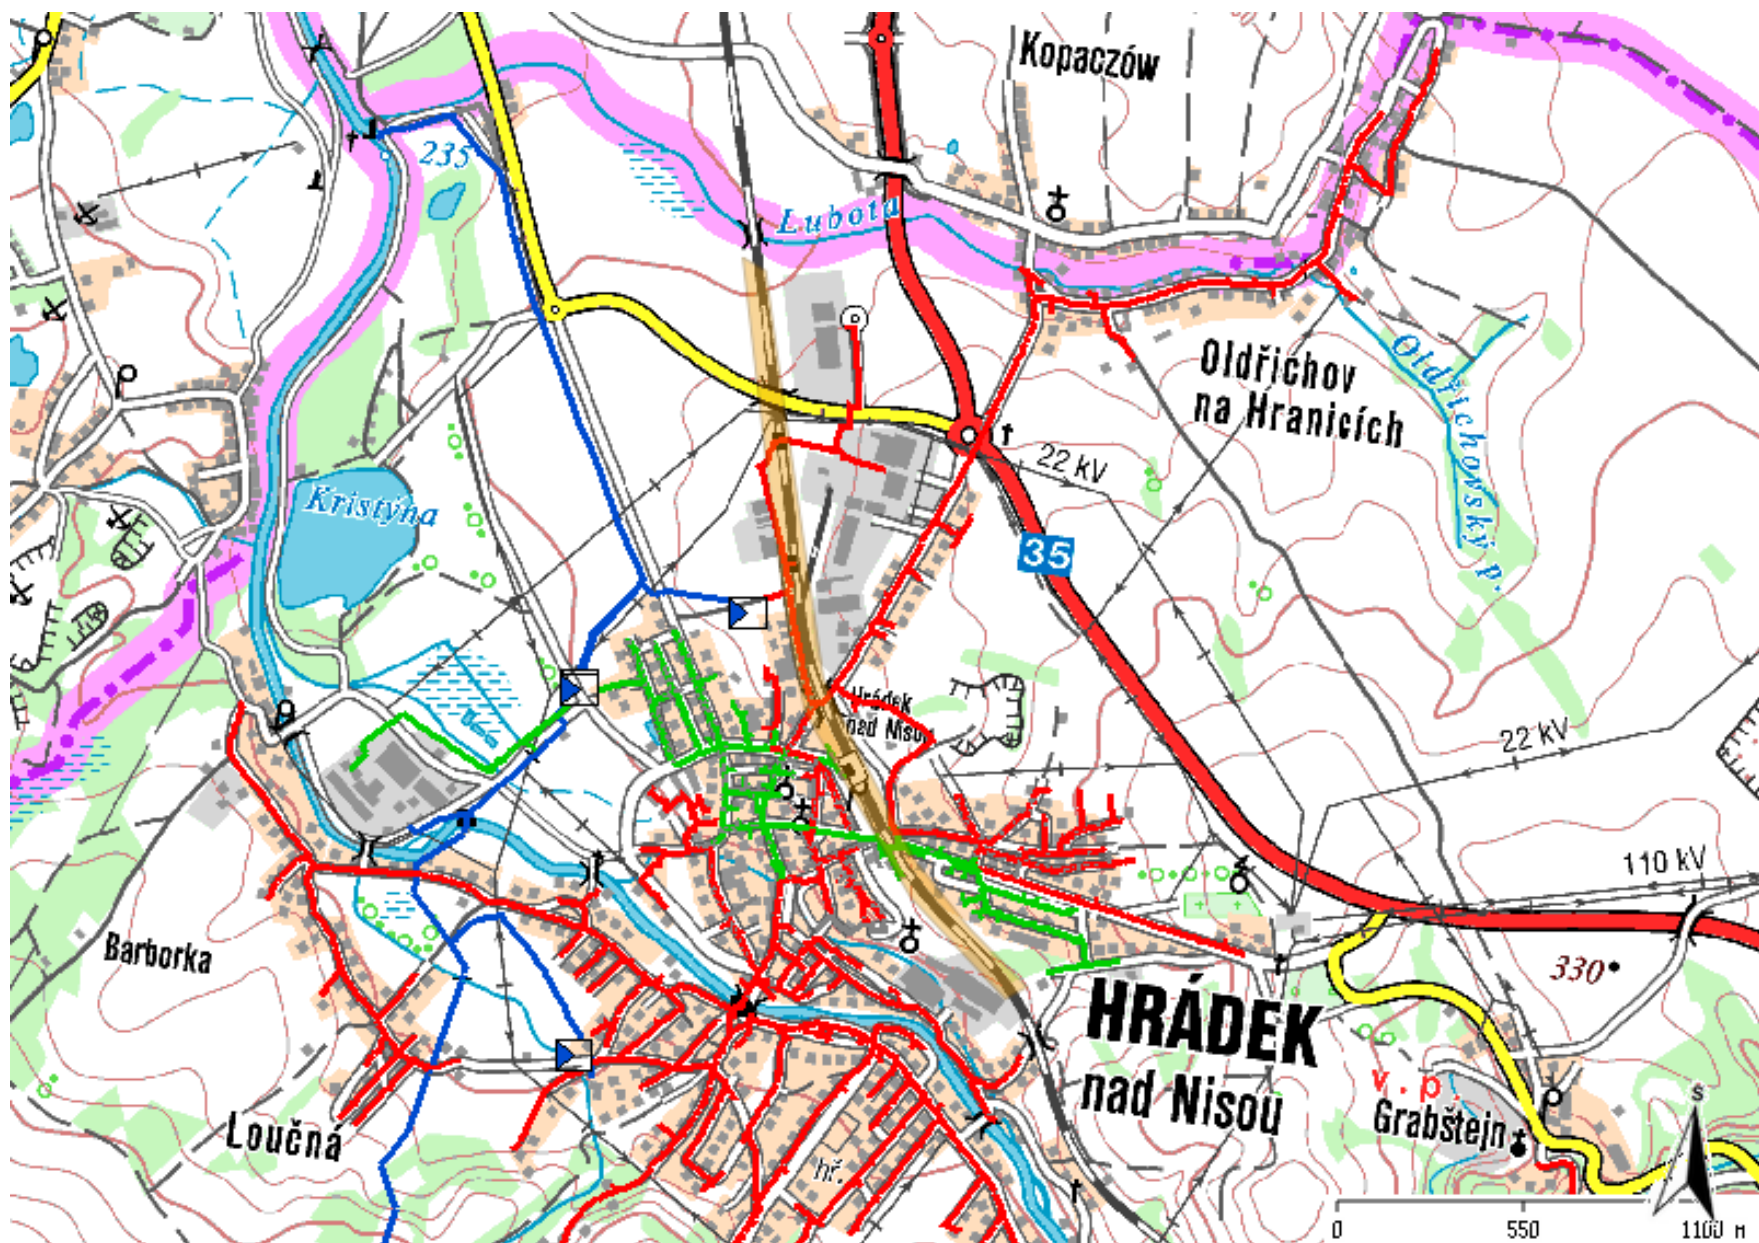 Kopaczów
235
Lubota
Oldřichov
na Hranicích
Oldřichovský p.
22 kV
Kristýna
35
Hrádek
nad Nisou
22 kV
110 kV
330
Barborka
HRÁDEK
nad Nisou
v. p.
Grabštejn
Loučná
hř.
S
0 550 1100 M